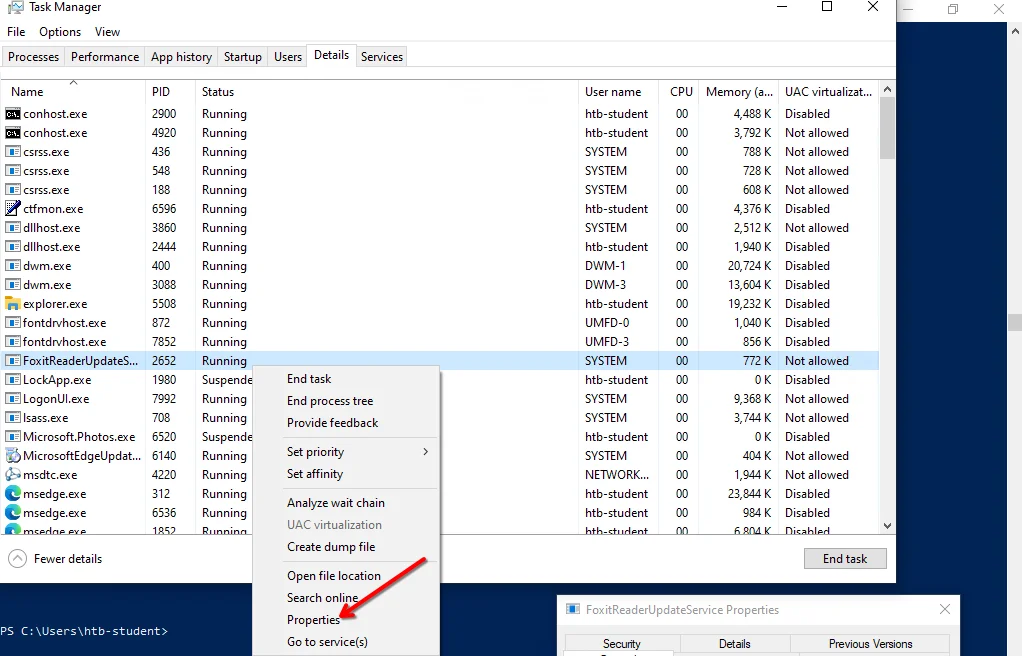 Task Manager
File Options View
Processes Performance App history Startup Users Details Services
Name PID Status User name CPU Memory (a... UAC virtualizat...
conhost.exe 2900 Running htb-student 00 4,488 K Disabled
conhost.exe 4920 Running htb-student 00 3,792 K Not allowed
csrss.exe 436 Running SYSTEM 00 788 K Not allowed
csrss.exe 548 Running SYSTEM 00 728 K Not allowed
csrss.exe 188 Running SYSTEM 00 608 K Not allowed
ctfmon.exe 6596 Running htb-student 00 4,376 K Disabled
dllhost.exe 3860 Running SYSTEM 00 2,512 K Not allowed
dllhost.exe 2444 Running htb-student 00 1,940 K Disabled
dwm.exe 400 Running DWM-1 00 20,724 K Disabled
dwm.exe 3088 Running DWM-3 00 13,604 K Disabled
explorer.exe 5508 Running htb-student 00 19,232 K Disabled
fontdrvhost.exe 872 Running UMFD-0 00 1,040 K Disabled
fontdrvhost.exe 7852 Running UMFD-3 00 856 K Disabled
FoxitReaderUpdateS... 2652 Running SYSTEM 00 772 K Not allowed
LockApp.exe 1980 Suspende htb-student 00 0 K Disabled
LogonUI.exe 7992 Running SYSTEM 00 9,368 K Not allowed
lsass.exe 708 Running SYSTEM 00 3,744 K Not allowed
Microsoft.Photos.exe 6520 Suspende htb-student 00 0 K Disabled
MicrosoftEdgeUpdat... 6140 Running SYSTEM 00 404 K Not allowed
msdtc.exe 4220 Running NETWORK... 00 1,944 K Not allowed
msedge.exe 312 Running htb-student 00 23,844 K Disabled
msedge.exe 6536 Running htb-student 00 984 K Disabled
msedge.exe 1852 Running htb-student 00 6,804 K Disabled
End task
End process tree
Provide feedback
Set priority
Set affinity
Analyze wait chain
UAC virtualization
Create dump file
Open file location
Search online
Properties
Go to service(s)
Fewer details
End task
PS C:\Users\htb-student>
FoxitReaderUpdateService Properties
Security Details Previous Versions